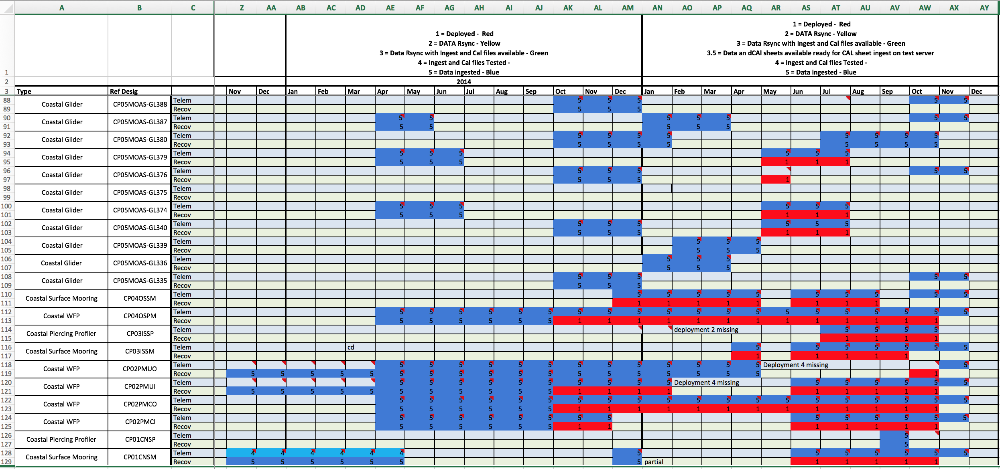 A B C Z AA AB AC AD AE AF AG AH AI AJ AK AL AM AN AO AP AQ AR AS AT AU AV AW AX AY
1 = Deployed -  Red
2 = DATA Rsync - Yellow
3 = Data Rsync with Ingest and Cal files available - Green
4 = Ingest and Cal files Tested -
5 = Data ingested - Blue
1 = Deployed -  Red
2 = DATA Rsync - Yellow
3 = Data Rsync with Ingest and Cal files available - Green
3.5 = Data an dCAl sheets available ready for CAL sheet ingest on test server
4 = Ingest and Cal files Tested -
5 = Data ingested - Blue
1
2 2014
3 Type Ref Desig Nov Dec Jan Feb Mar Apr May Jun Jul Aug Sep Oct Nov Dec Jan Feb Mar Apr May Jun Jul Aug Sep Oct Nov Dec
88 Telem 5 5 5 5 5
Coastal Glider CP05MOAS-GL388
89 Recov 5 5 5
90 Telem 5 5 5 5 5 5 5
Coastal Glider CP05MOAS-GL387
91 Recov 5 5 5 5 5
92 Telem 5 5 5 5 5 5 5 5
Coastal Glider CP05MOAS-GL380
93 Recov 5 5 5 5 5 5 5 5
94 Telem 5 5 5 5 5 5
Coastal Glider CP05MOAS-GL379
95 Recov 5 5 5 1 1 1
96 Telem 5 5 5 5 5
Coastal Glider CP05MOAS-GL376
97 Recov 5 5 5 1
98 Telem
Coastal Glider CP05MOAS-GL375
99 Recov
100 Telem 5 5 5 5 5 5
Coastal Glider CP05MOAS-GL374
101 Recov 5 5 5 1 1 1
102 Telem 5 5 5 5 5 5
Coastal Glider CP05MOAS-GL340
103 Recov 5 5 5 1 1 1
104 Telem 5 5 5
Coastal Glider CP05MOAS-GL339
105 Recov 5 5 5
106 Telem 5 5 5
Coastal Glider CP05MOAS-GL336
107 Recov 5 5 5
108 Telem 5 5 5 5 5
Coastal Glider CP05MOAS-GL335
109 Recov 5 5 5
110 Telem 5 5 5 5 5 5 5 5 5 5
Coastal Surface Mooring CP04OSSM
111 Recov 1 1 1 1 1 1 1 1
112 Telem 5 5 5 5 5 5 5 5 5 5 5 5 5 5 5 5 5 5 5 5
Coastal WFP CP04OSPM
113 Recov 5 5 5 5 5 5 1 1 1 1 1 1 1 1 1 1 1 1 1
114 Telem deployment 2 missing 5 5 5 5
Coastal Piercing Profiler CP03ISSP
115 Recov 1 1 1 1
116 Telem cd 5 5 5 5 5 5 5
Coastal Surface Mooring CP03ISSM
117 Recov 1 1 1 1 1
118 Telem 5 5 5 5 5 5 5 5 5 5 5 5 5 Deployment 4 missing 5
Coastal WFP CP02PMUO
119 Recov 5 5 5 5 5 5 5 5 5 5 5 5 5 5 5 5 5 5 1
120 Telem 5 5 5 5 5 5 5 5 5 5 Deployment 4 missing 5 5 5 5 5 5
Coastal WFP CP02PMUI
121 Recov 5 5 5 5 5 5 5 5 5 5 5 1 1 1 1 1 1 1 1 1
122 Telem 5 5 5 5 5 5 5 5 5 5 5 5 5 5 5 5 5 5 5 5
Coastal WFP CP02PMCO
123 Recov 5 5 5 5 5 5 1 1 1 1 1 1 1 1 1 1 1 1 1
124 Telem 5 5 5 5 5 5 5 5 5 5 5 5 5 5
Coastal WFP CP02PMCI
125 Recov 5 5 5 5 5 5 1 1 1 1 1 1 1
126 Telem 5
Coastal Piercing Profiler CP01CNSP
127 Recov 5
128 Telem 4 4 4 4 4 4 5 5 5 5 5 5 5
Coastal Surface Mooring CP01CNSM
129 Recov 5 5 5 5 5 5 5 partial 1 1 1 1 1